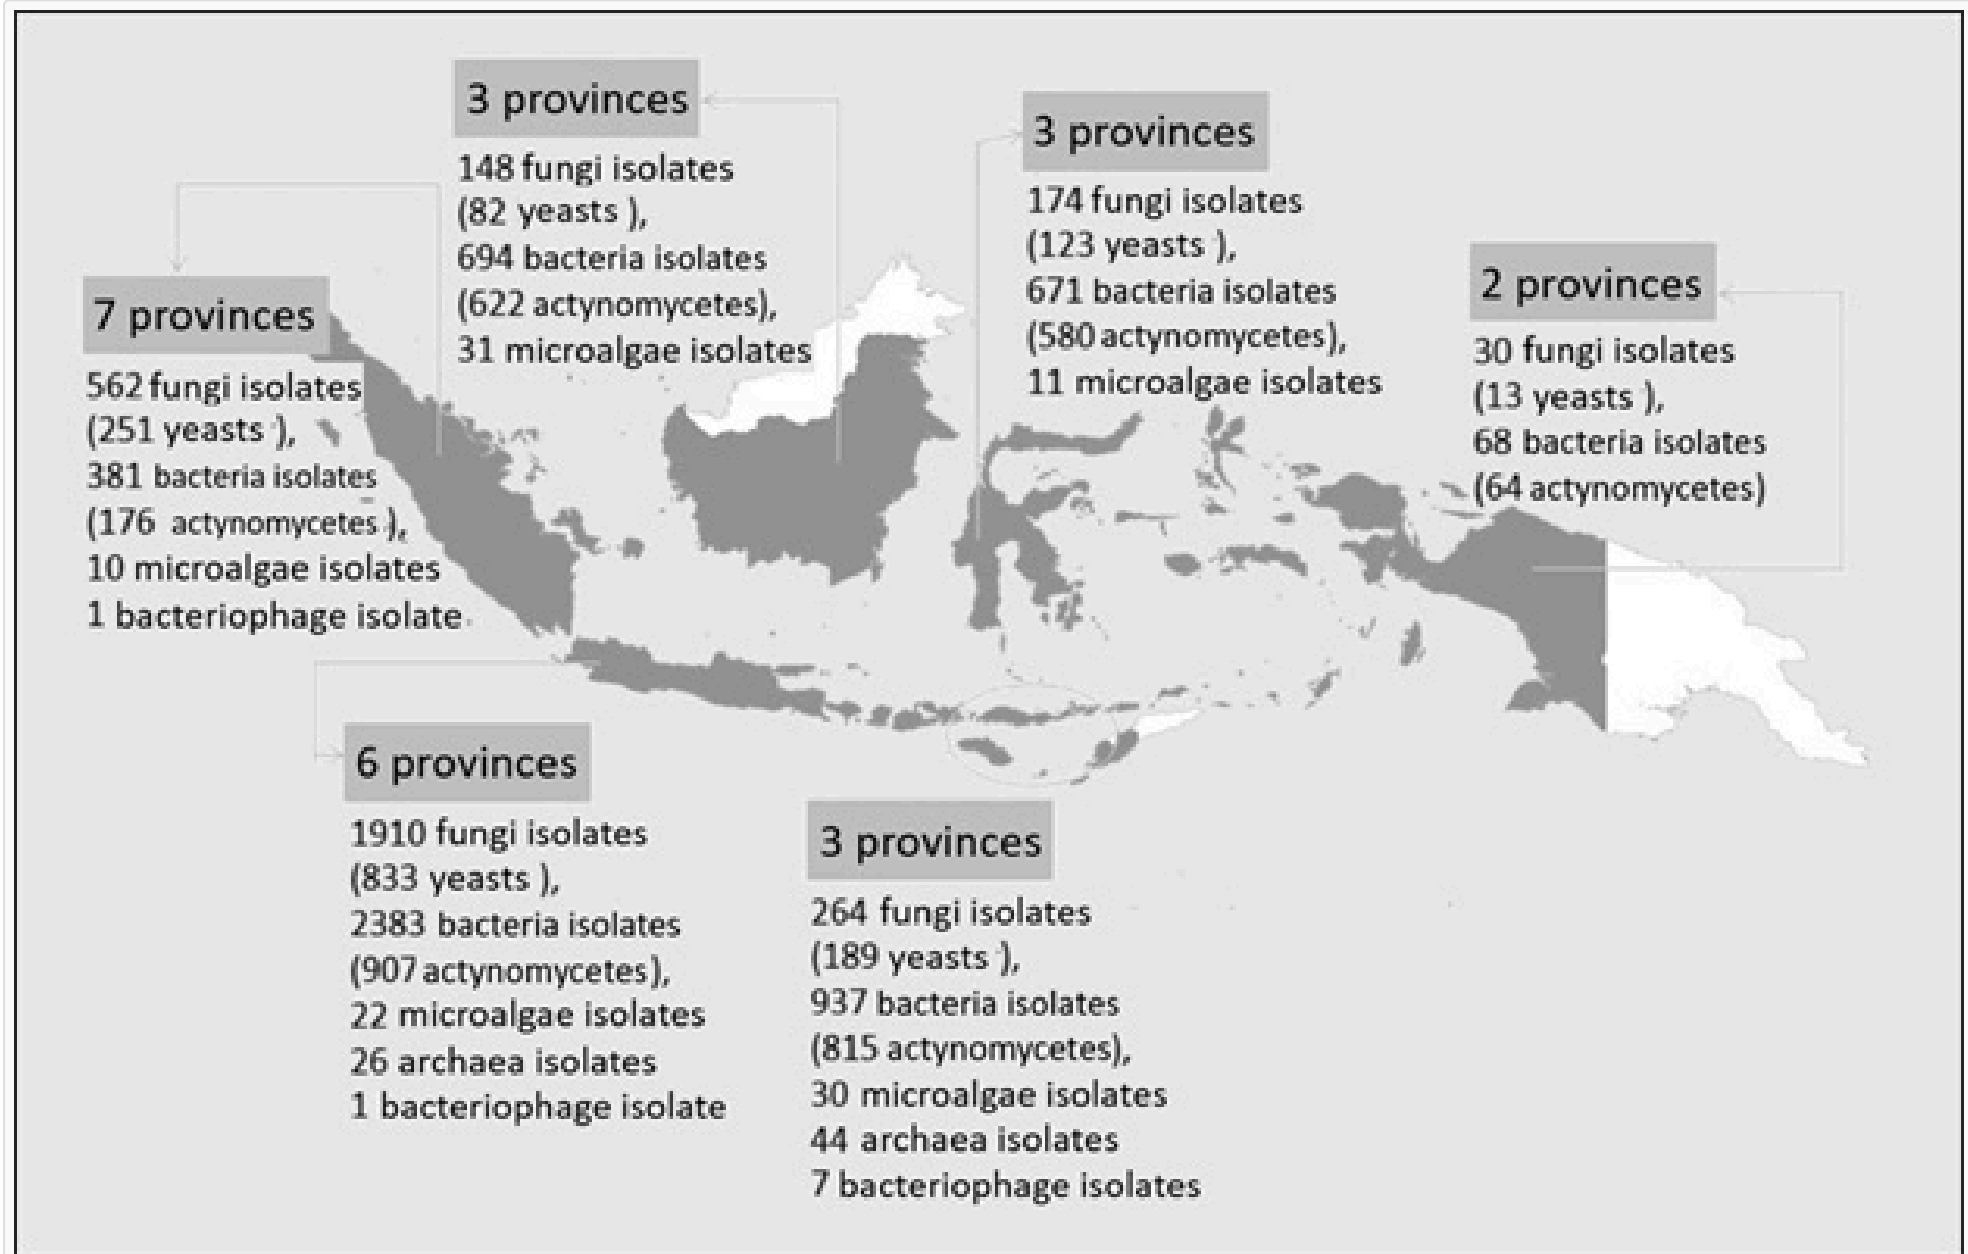 3 provinces
148 fungi isolates
(82 yeasts ),
694 bacteria isolates
(622 actynomycetes),
31 microalgae isolates
3 provinces
174 fungi isolates
(123 yeasts ),
671 bacteria isolates
(580 actynomycetes),
11 microalgae isolates
2 provinces
30 fungi isolates
(13 yeasts ),
68 bacteria isolates
(64 actynomycetes)
7 provinces
562 fungi isolates
(251 yeasts ),
381 bacteria isolates
(176 actynomycetes ),
10 microalgae isolates
1 bacteriophage isolate
6 provinces
1910 fungi isolates
(833 yeasts ),
2383 bacteria isolates
(907 actynomycetes),
22 microalgae isolates
26 archaea isolates
1 bacteriophage isolate
3 provinces
264 fungi isolates
(189 yeasts ),
937 bacteria isolates
(815 actynomycetes),
30 microalgae isolates
44 archaea isolates
7 bacteriophage isolates